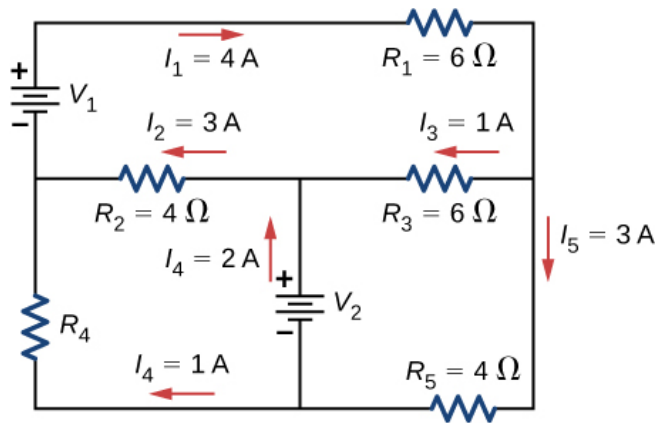 I₁ = 4 A
R₁ = 6 Ω
+
V₁
−
I₂ = 3 A
I₃ = 1 A
R₂ = 4 Ω
R₃ = 6 Ω
I₅ = 3 A
I₄ = 2 A
+
V₂
−
R₄
I₄ = 1 A
R₅ = 4 Ω